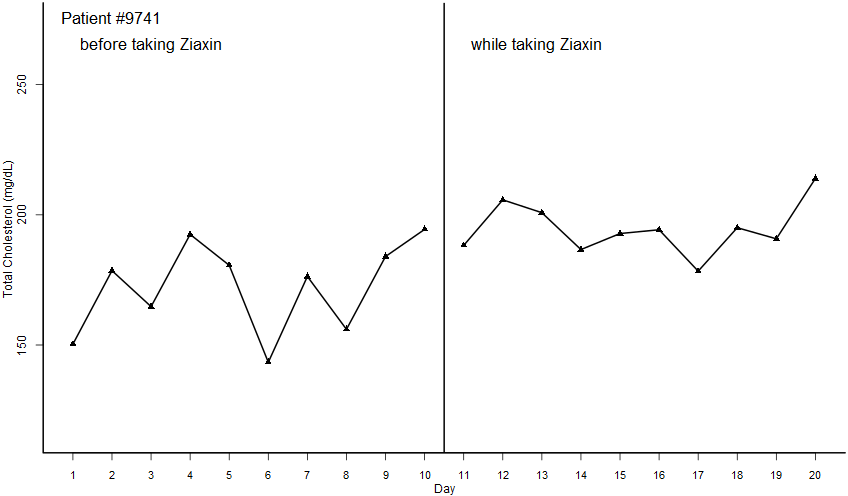 Patient #9741
before taking Ziaxin
while taking Ziaxin
Total Cholesterol (mg/dL)
250
200
150
1 2 3 4 5 6 7 8 9 10 11 12 13 14 15 16 17 18 19 20
Day